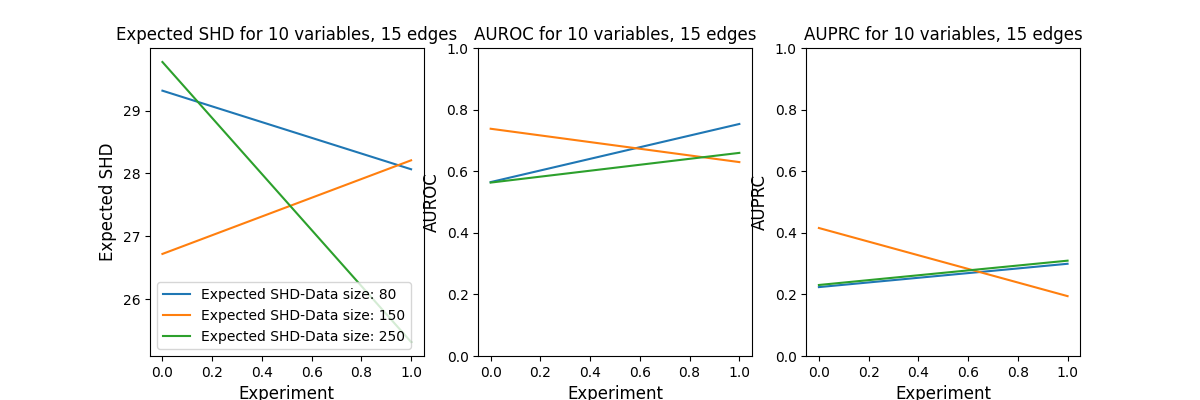 Expected SHD for 10 variables, 15 edges
Expected SHD
29
28
27
26
Expected SHD-Data size: 80
Expected SHD-Data size: 150
Expected SHD-Data size: 250
0.0 0.2 0.4 0.6 0.8 1.0
Experiment
AUROC for 10 variables, 15 edges
AUROC
1.0
0.8
0.6
0.4
0.2
0.0
0.0 0.2 0.4 0.6 0.8 1.0
Experiment
AUPRC for 10 variables, 15 edges
AUPRC
1.0
0.8
0.6
0.4
0.2
0.0
0.0 0.2 0.4 0.6 0.8 1.0
Experiment